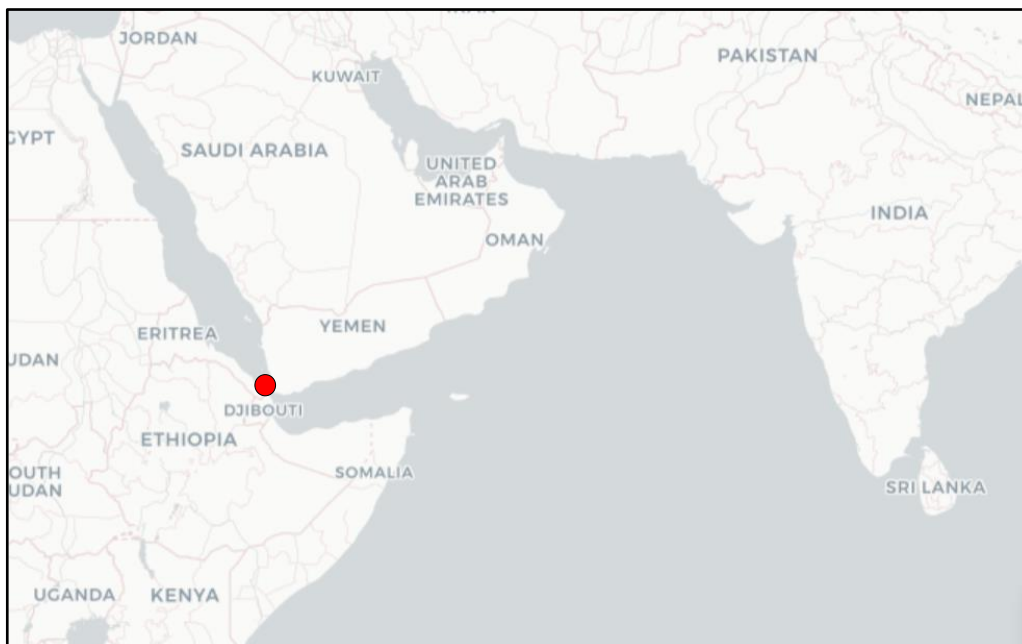 JORDAN
KUWAIT
PAKISTAN
NEPAL
GYPT
SAUDI ARABIA
UNITED
ARAB
EMIRATES
OMAN
INDIA
YEMEN
ERITREA
UDAN
DJIBOUTI
ETHIOPIA
SOMALIA
OUTH
UDAN
SRI LANKA
UGANDA
KENYA